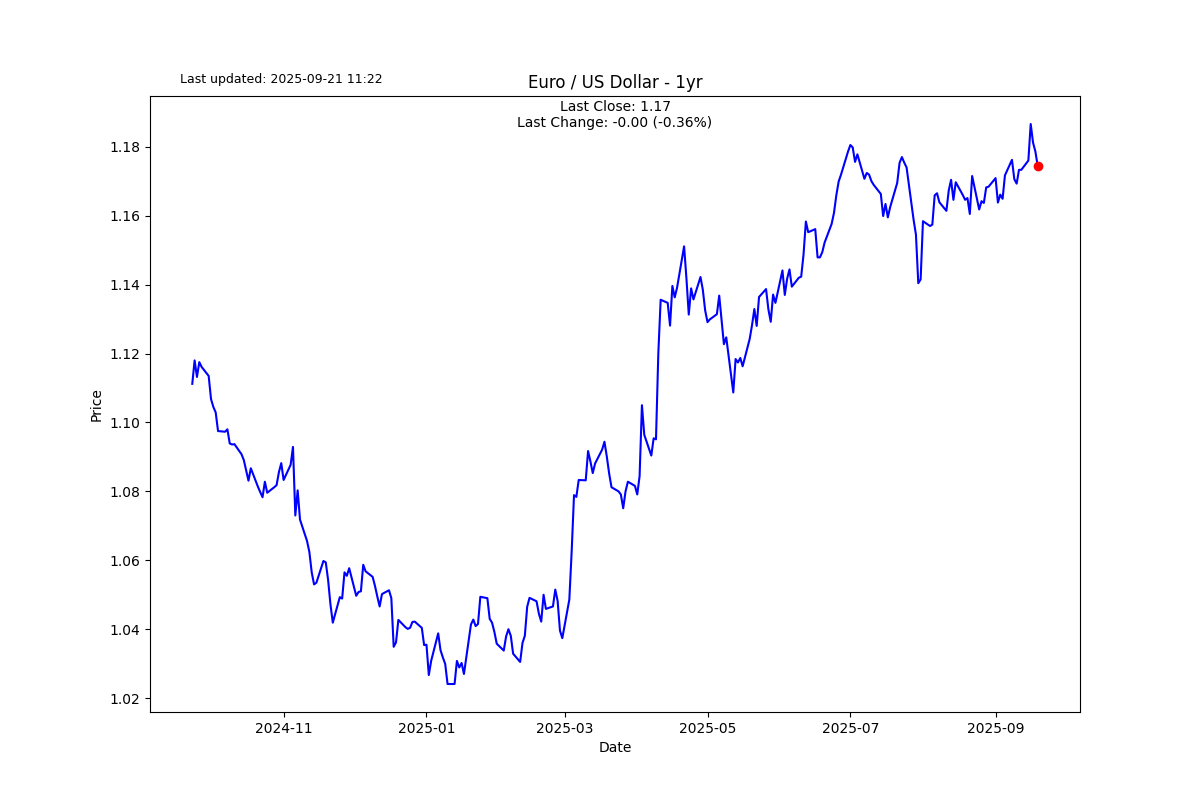 Last updated: 2025-09-21 11:22
Euro / US Dollar - 1yr
Last Close: 1.17
Last Change: -0.00 (-0.36%)
1.18
1.16
1.14
1.12
1.10
1.08
1.06
1.04
1.02
Price
2024-11
2025-01
2025-03
2025-05
2025-07
2025-09
Date